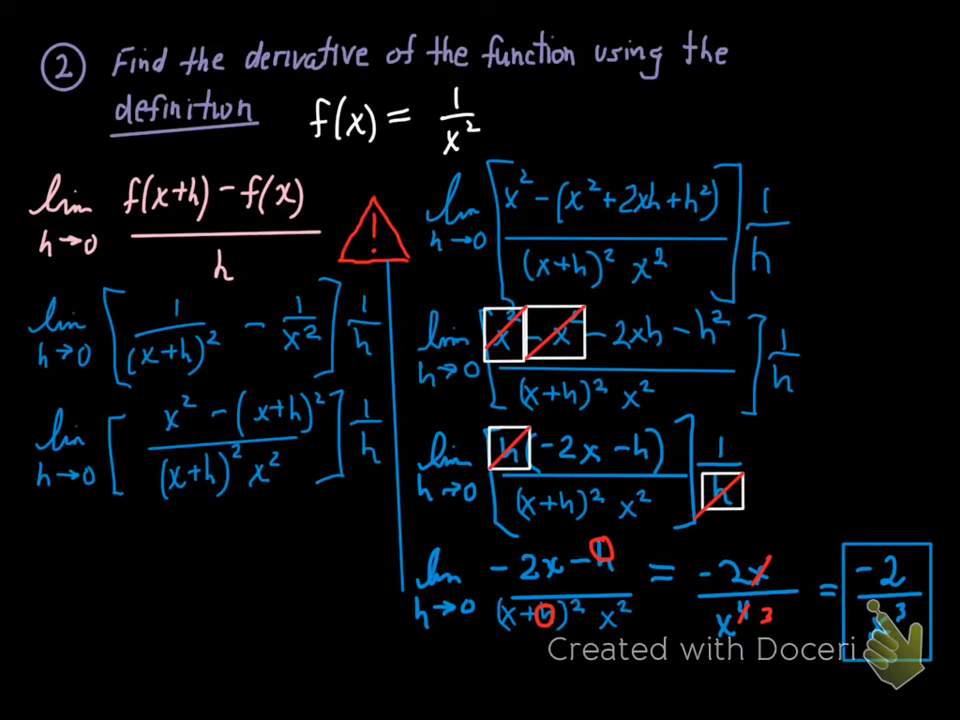 ② Find the derivative of the function using the
definition f(x) = 1/x²
lim h→0 (f(x+h) − f(x))/h
lim h→0 [1/(x+h)² − 1/x²] 1/h
lim h→0 [(x² − (x+h)²)/((x+h)² x²)] 1/h
!
lim h→0 [(x² − (x² + 2xh + h²))/((x+h)² x²)] 1/h
lim h→0 [(x² − x² − 2xh − h²)/((x+h)² x²)] 1/h
lim h→0 [h(−2x − h)/((x+h)² x²)] 1/h
lim h→0 (−2x − h)/((x+h)² x²) = −2x/x⁴ 3 = −2/x³
Created with Doceri